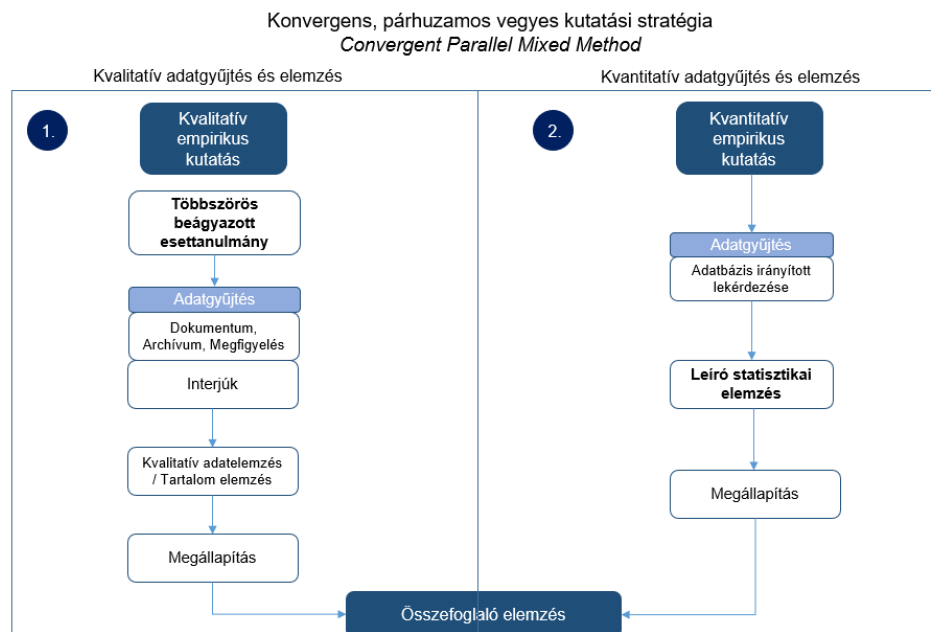 Konvergens, párhuzamos vegyes kutatási stratégia
Convergent Parallel Mixed Method
Kvalitatív adatgyűjtés és elemzés
1.
Kvalitatív
empirikus
kutatás
Többszörös
beágyazott
esettanulmány
Adatgyűjtés
Dokumentum,
Archívum, Megfigyelés
Interjúk
Kvalitatív adatelemzés
/ Tartalom elemzés
Megállapítás
Kvantitatív adatgyűjtés és elemzés
2.
Kvantitatív
empirikus
kutatás
Adatgyűjtés
Adatbázis irányított
lekérdezése
Leíró statisztikai
elemzés
Megállapítás
Összefoglaló elemzés